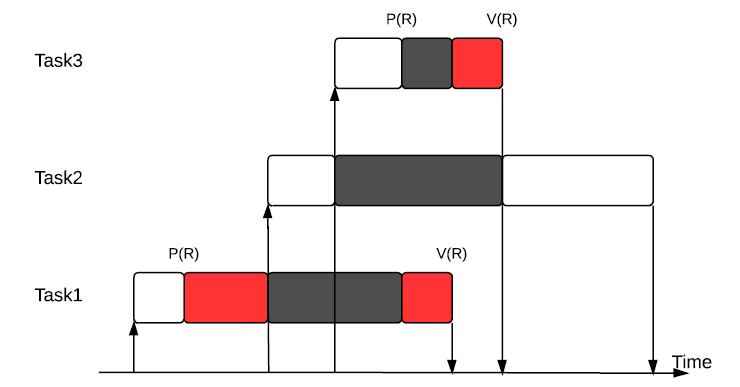 P(R) V(R)
Task3
Task2
P(R) V(R)
Task1
Time